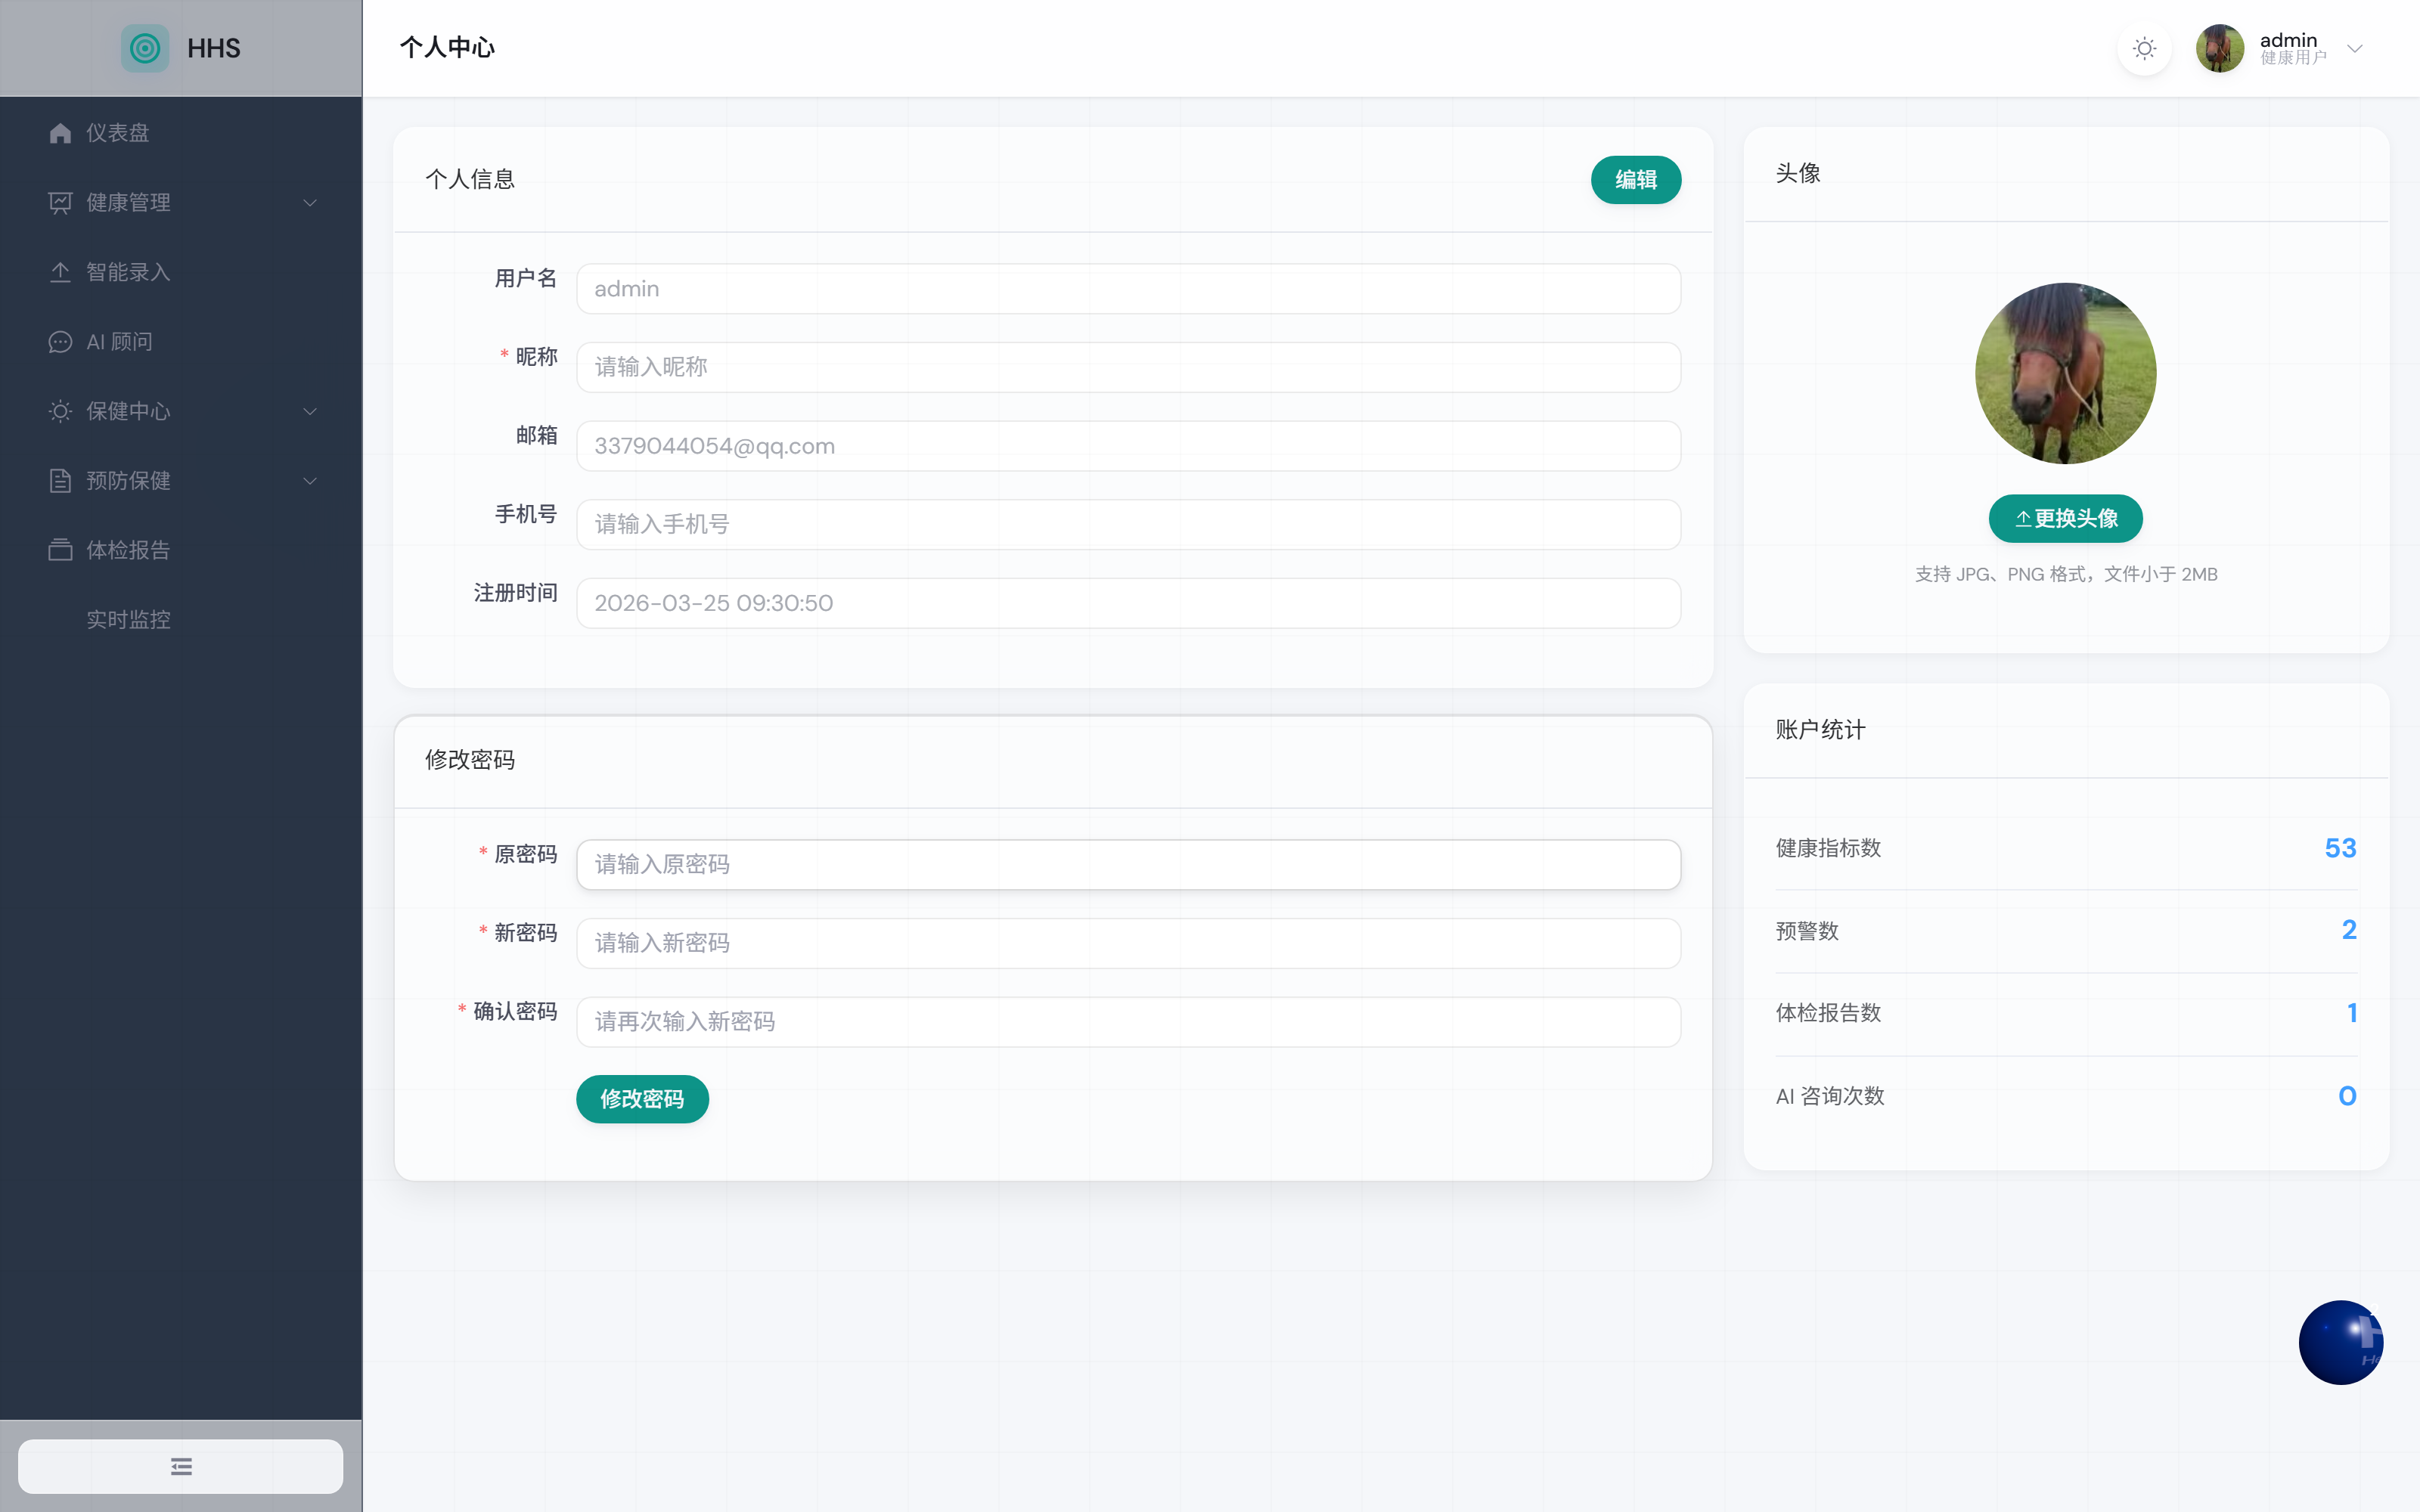 HHS
仪表盘
健康管理
智能录入
AI 顾问
保健中心
预防保健
体检报告
实时监控
个人中心
admin
健康用户
个人信息
编辑
用户名
admin
* 昵称
请输入昵称
邮箱
3379044054@qq.com
手机号
请输入手机号
注册时间
2026-03-25 09:30:50
修改密码
* 原密码
请输入原密码
* 新密码
请输入新密码
* 确认密码
请再次输入新密码
修改密码
头像
更换头像
支持 JPG、PNG 格式，文件小于 2MB
账户统计
健康指标数 53
预警数 2
体检报告数 1
AI 咨询次数 0